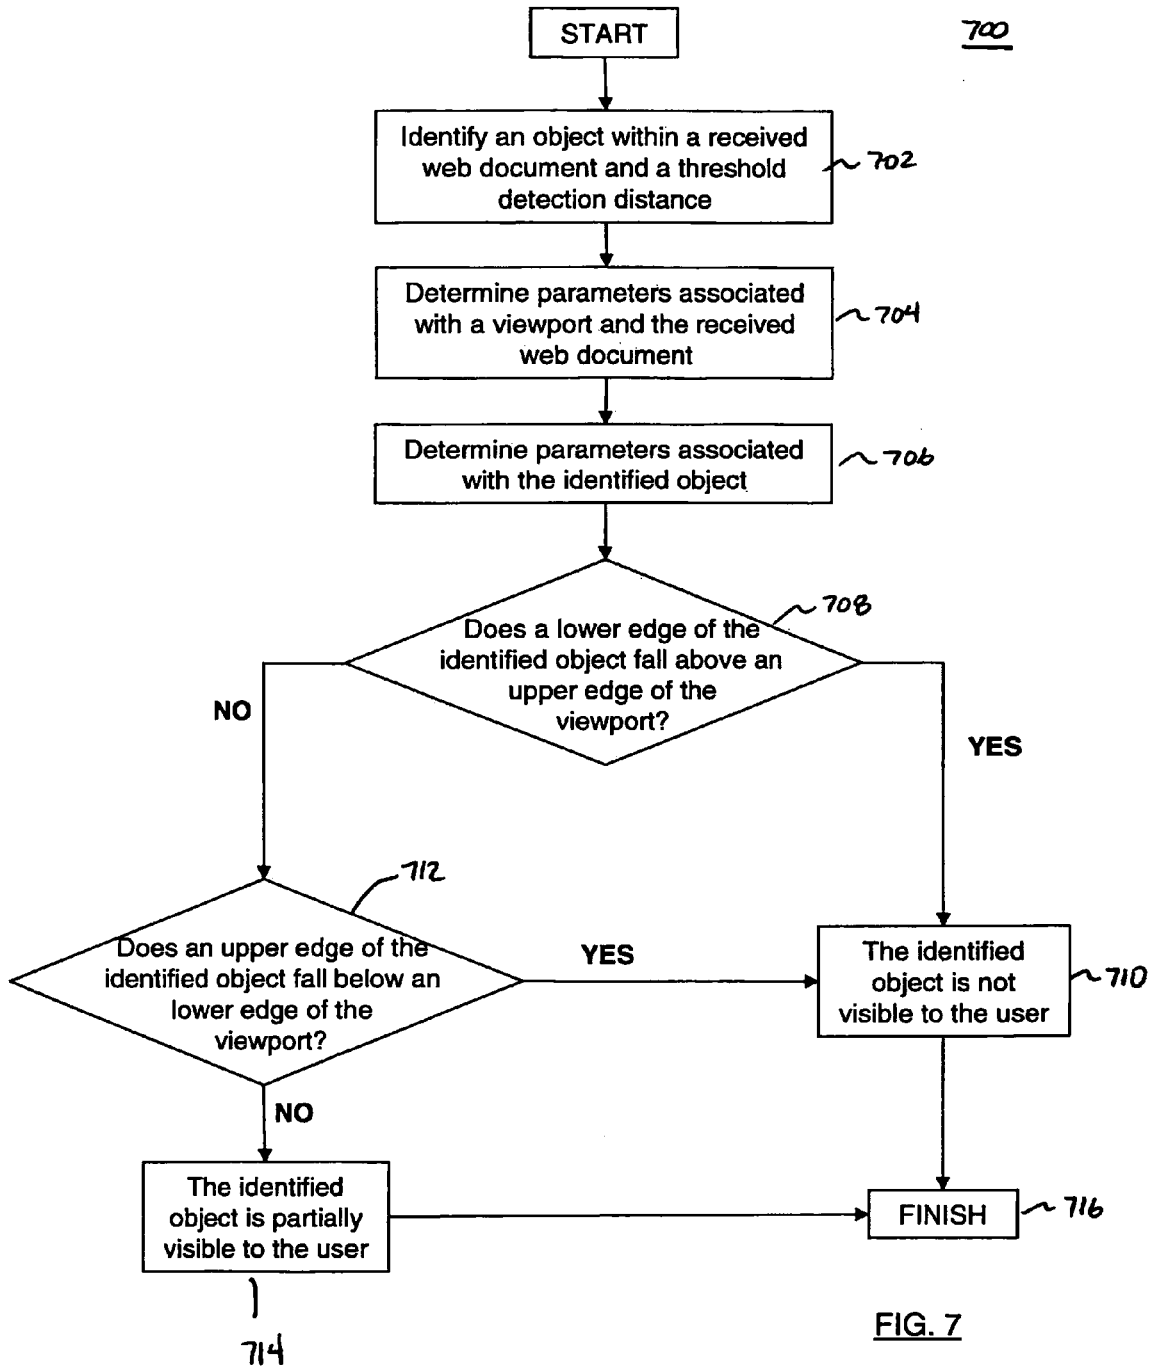 START
700
Identify an object within a received
web document and a threshold
detection distance
702
Determine parameters associated
with a viewport and the received
web document
704
Determine parameters associated
with the identified object
706
708
Does a lower edge of the
identified object fall above an
upper edge of the
viewport?
NO
YES
712
Does an upper edge of the
identified object fall below an
lower edge of the
viewport?
YES
The identified
object is not
visible to the user
710
NO
The identified
object is partially
visible to the user
FINISH
716
714
FIG. 7